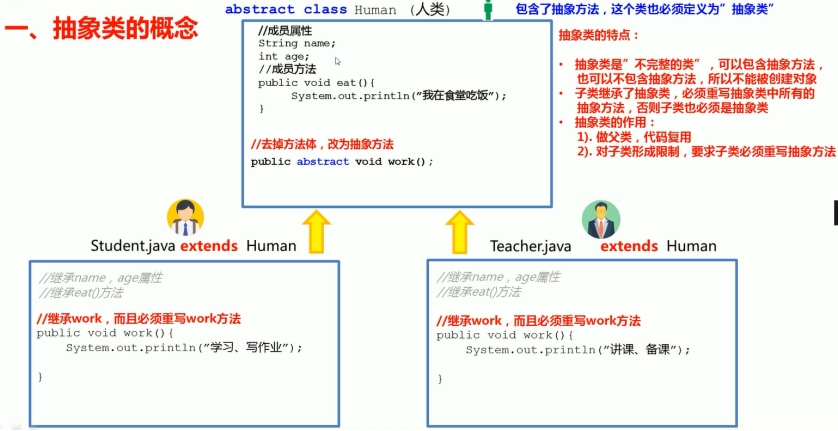 一、抽象类的概念
abstract class Human （人类）
包含了抽象方法，这个类也必须定义为”抽象类”
//成员属性
String name;
int age;
//成员方法
public void eat(){
System.out.println(”我在食堂吃饭”);
}
//去掉方法体，改为抽象方法
public abstract void work();
抽象类的特点：
• 抽象类是”不完整的类”，可以包含抽象方法，
也可以不包含抽象方法，所以不能被创建对象
• 子类继承了抽象类，必须重写抽象类中所有的
抽象方法，否则子类也必须是抽象类
• 抽象类的作用：
1). 做父类，代码复用
2). 对子类形成限制，要求子类必须重写抽象方法
Student.java extends Human
//继承name，age属性
//继承eat()方法
//继承work，而且必须重写work方法
public void work(){
System.out.println(”学习、写作业”);
}
Teacher.java extends Human
//继承name，age属性
//继承eat()方法
//继承work，而且必须重写work方法
public void work(){
System.out.println(”讲课、备课”);
}